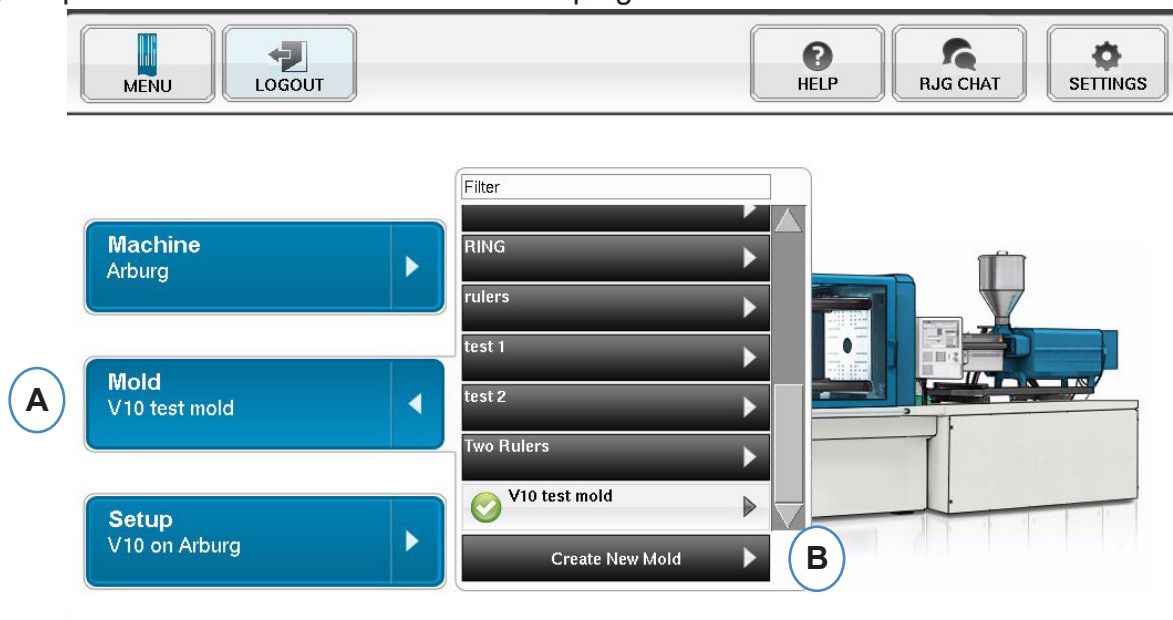 MENU
LOGOUT
HELP
RJG CHAT
SETTINGS
Filter
RING
rulers
test 1
test 2
Two Rulers
V10 test mold
Create New Mold
Machine
Arburg
Mold
V10 test mold
Setup
V10 on Arburg
A
B